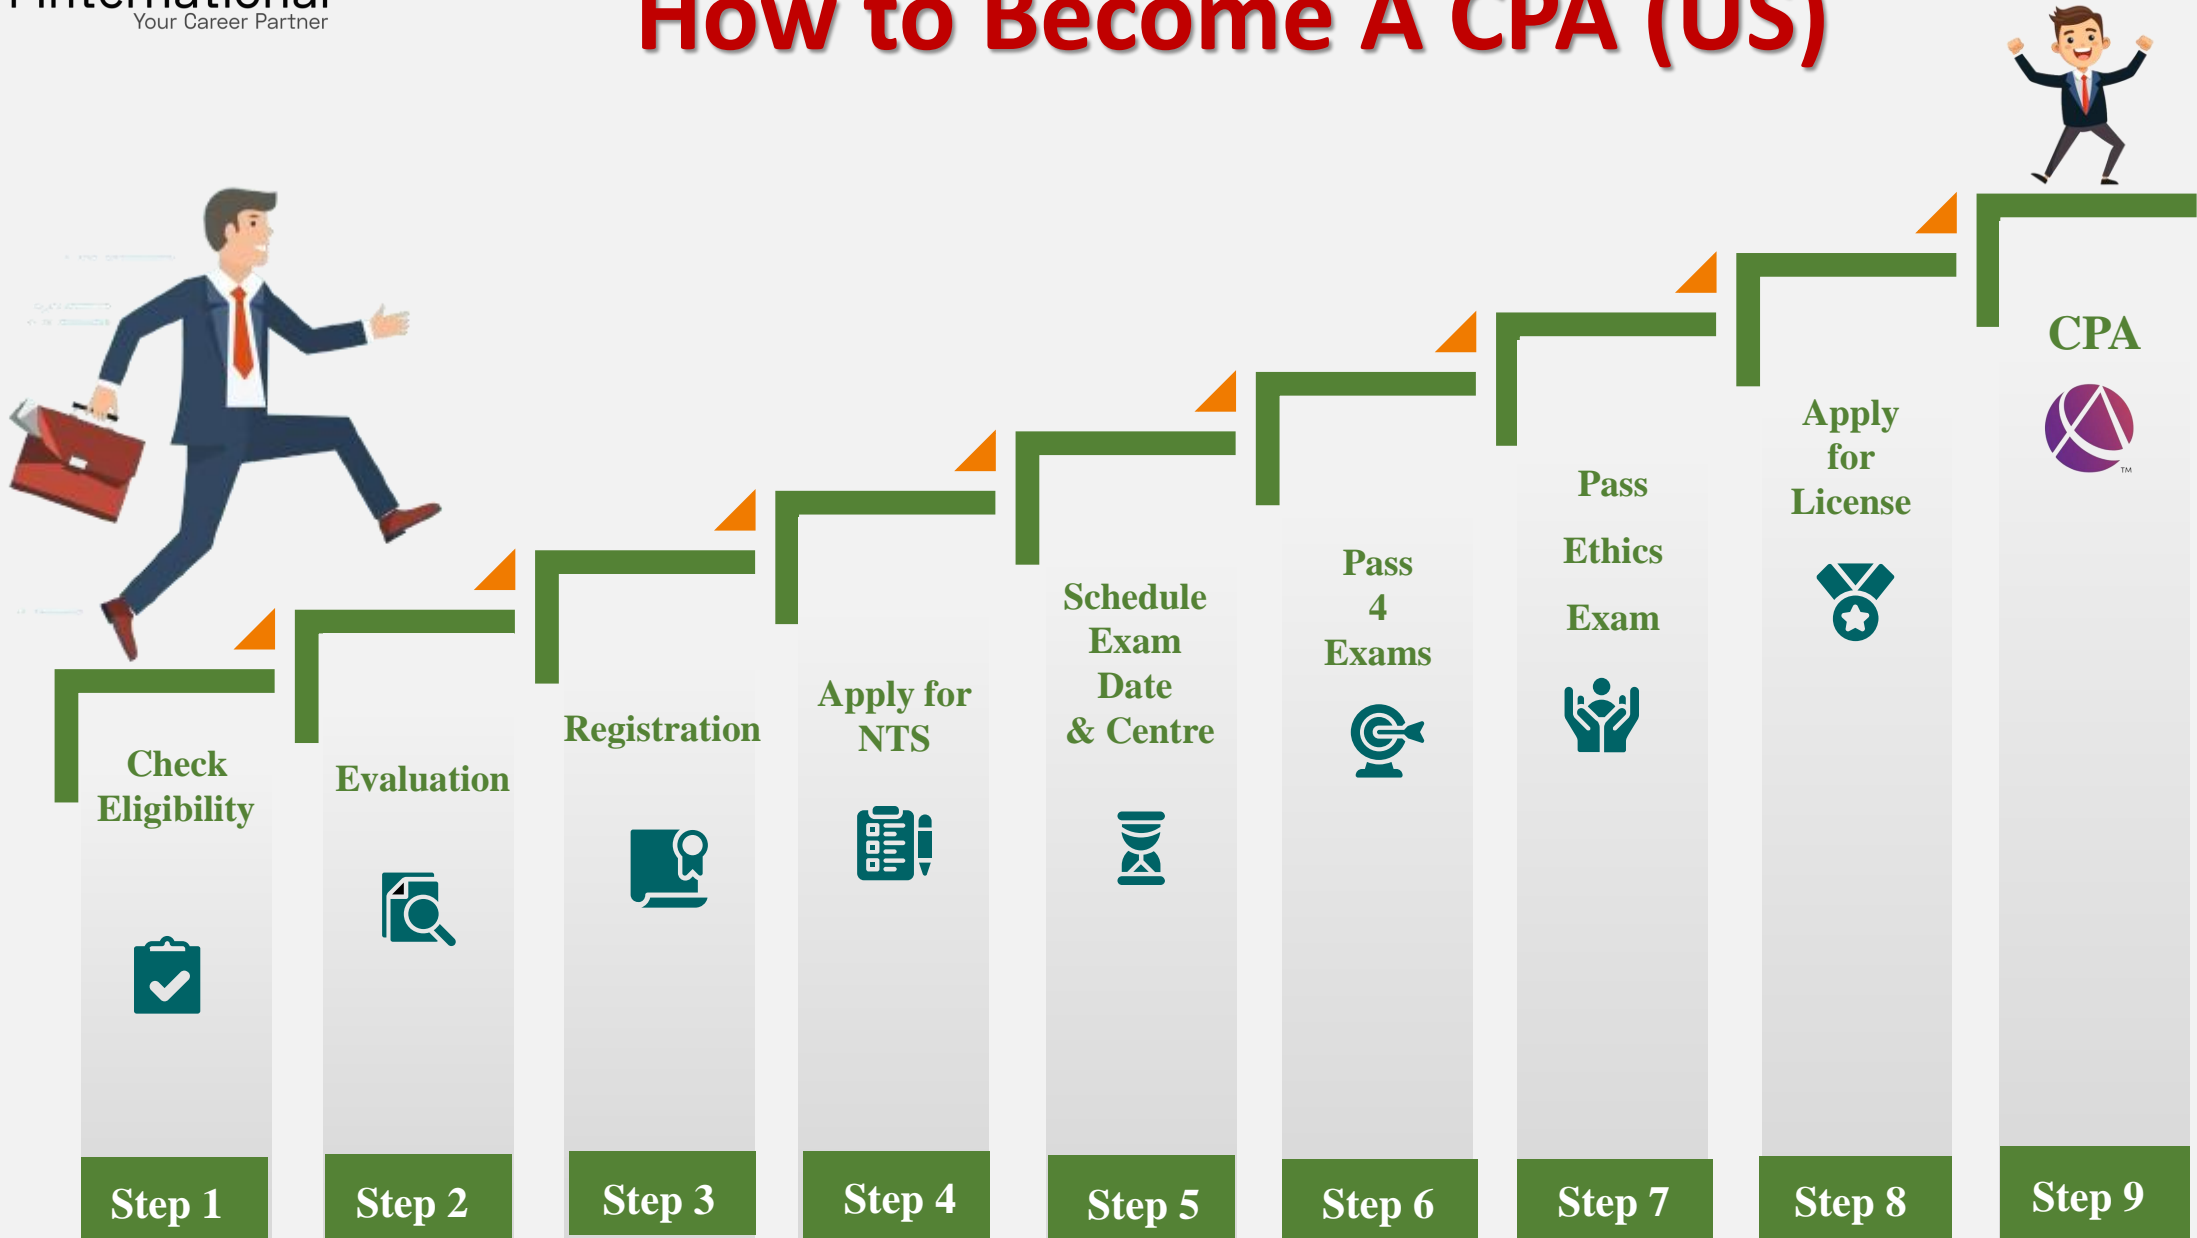 Your Career Partner
How to Become A CPA (US)
Check
Eligibility
Step 1
Evaluation
Step 2
Registration
Step 3
Apply for
NTS
Step 4
Schedule
Exam
Date
& Centre
Step 5
Pass
4
Exams
Step 6
Pass
Ethics
Exam
Step 7
Apply
for
License
Step 8
CPA
TM
Step 9